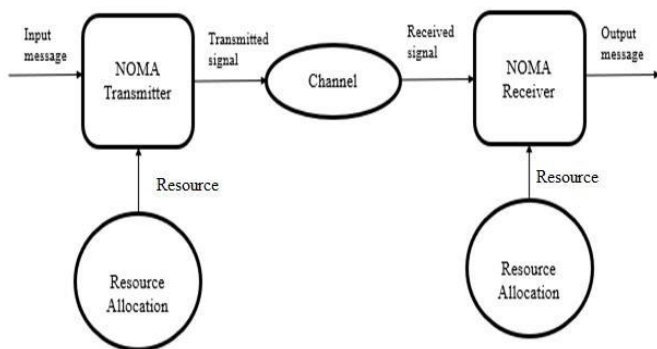 Input
message
NOMA
Transmitter
Transmitted
signal
Channel
Received
signal
NOMA
Receiver
Output
message
Resource
Resource
Resource
Allocation
Resource
Allocation